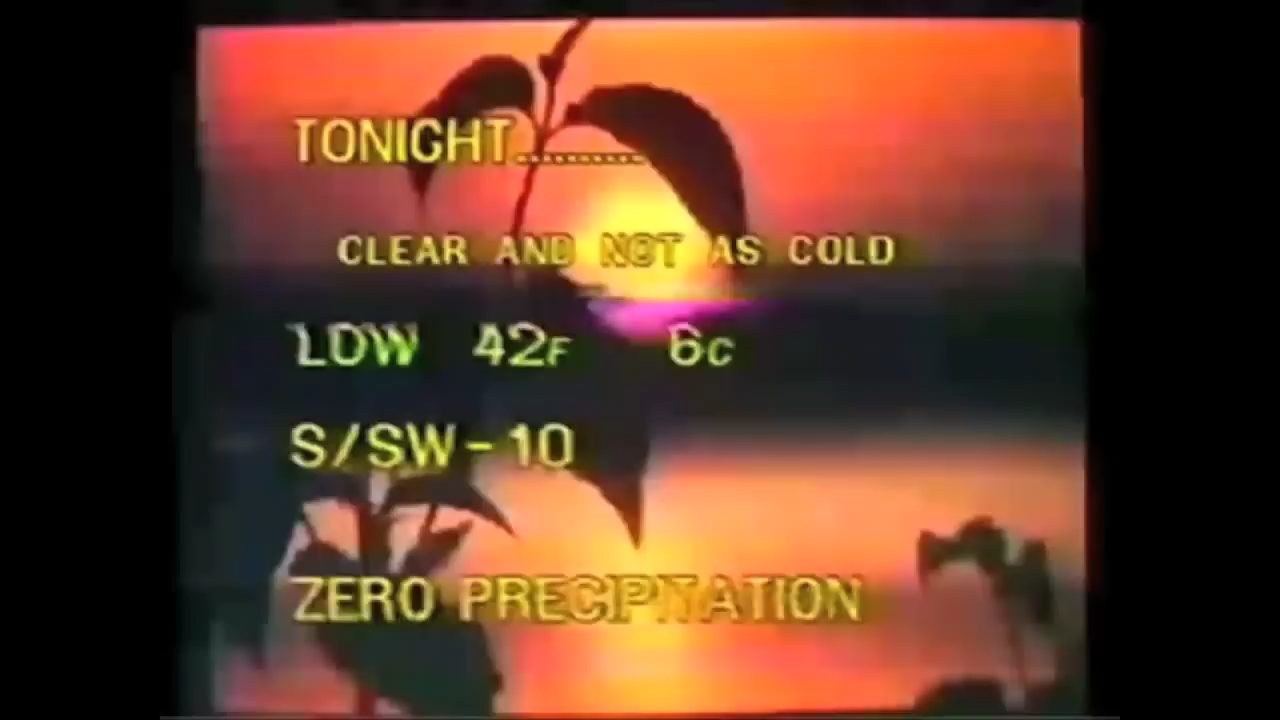 TONIGHT..........
CLEAR AND NOT AS COLD
LOW 42F 6C
S/SW-10
ZERO PRECIPITATION